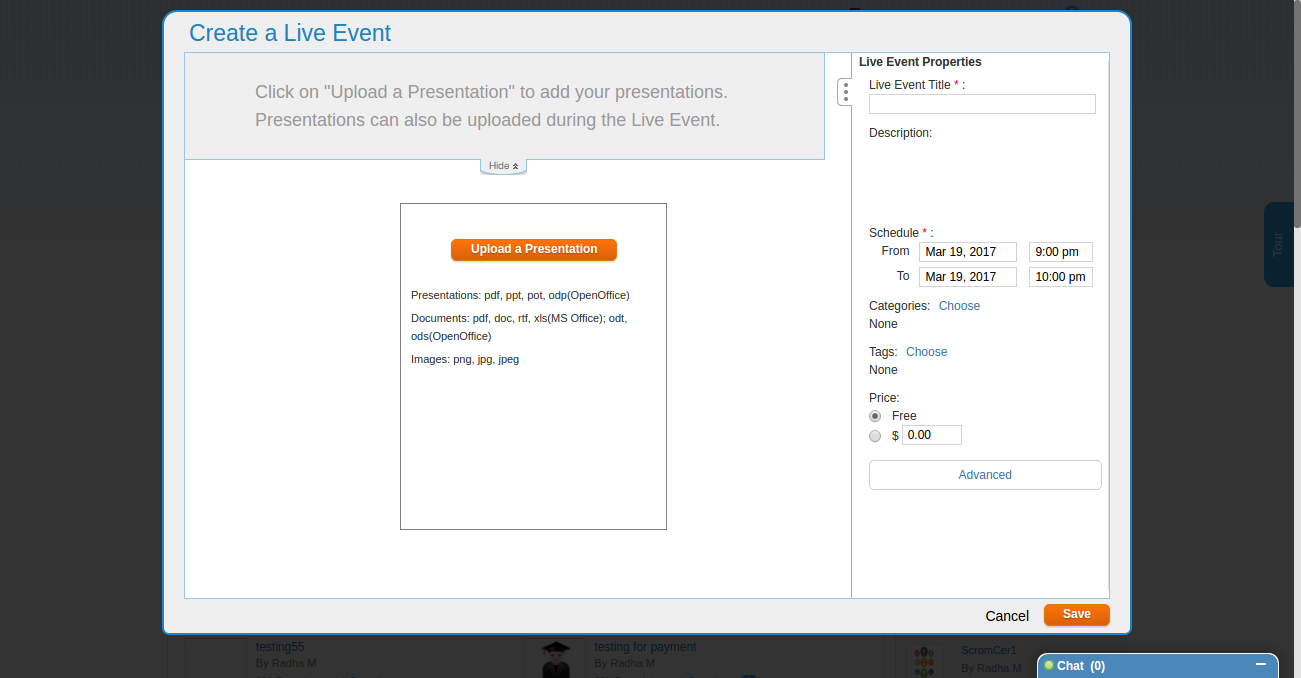 Create a Live Event
Click on "Upload a Presentation" to add your presentations.
Presentations can also be uploaded during the Live Event.
Hide
Upload a Presentation
Presentations: pdf, ppt, pot, odp(OpenOffice)
Documents: pdf, doc, rtf, xls(MS Office); odt,
ods(OpenOffice)
Images: png, jpg, jpeg
Live Event Properties
Live Event Title * :
Description:
Schedule * :
From Mar 19, 2017 9:00 pm
To Mar 19, 2017 10:00 pm
Categories: Choose
None
Tags: Choose
None
Price:
Free
$ 0.00
Advanced
Cancel Save
Tour
testing55
By Radha M
testing for payment
By Radha M
ScromCer1
By Radha M
Chat (0)